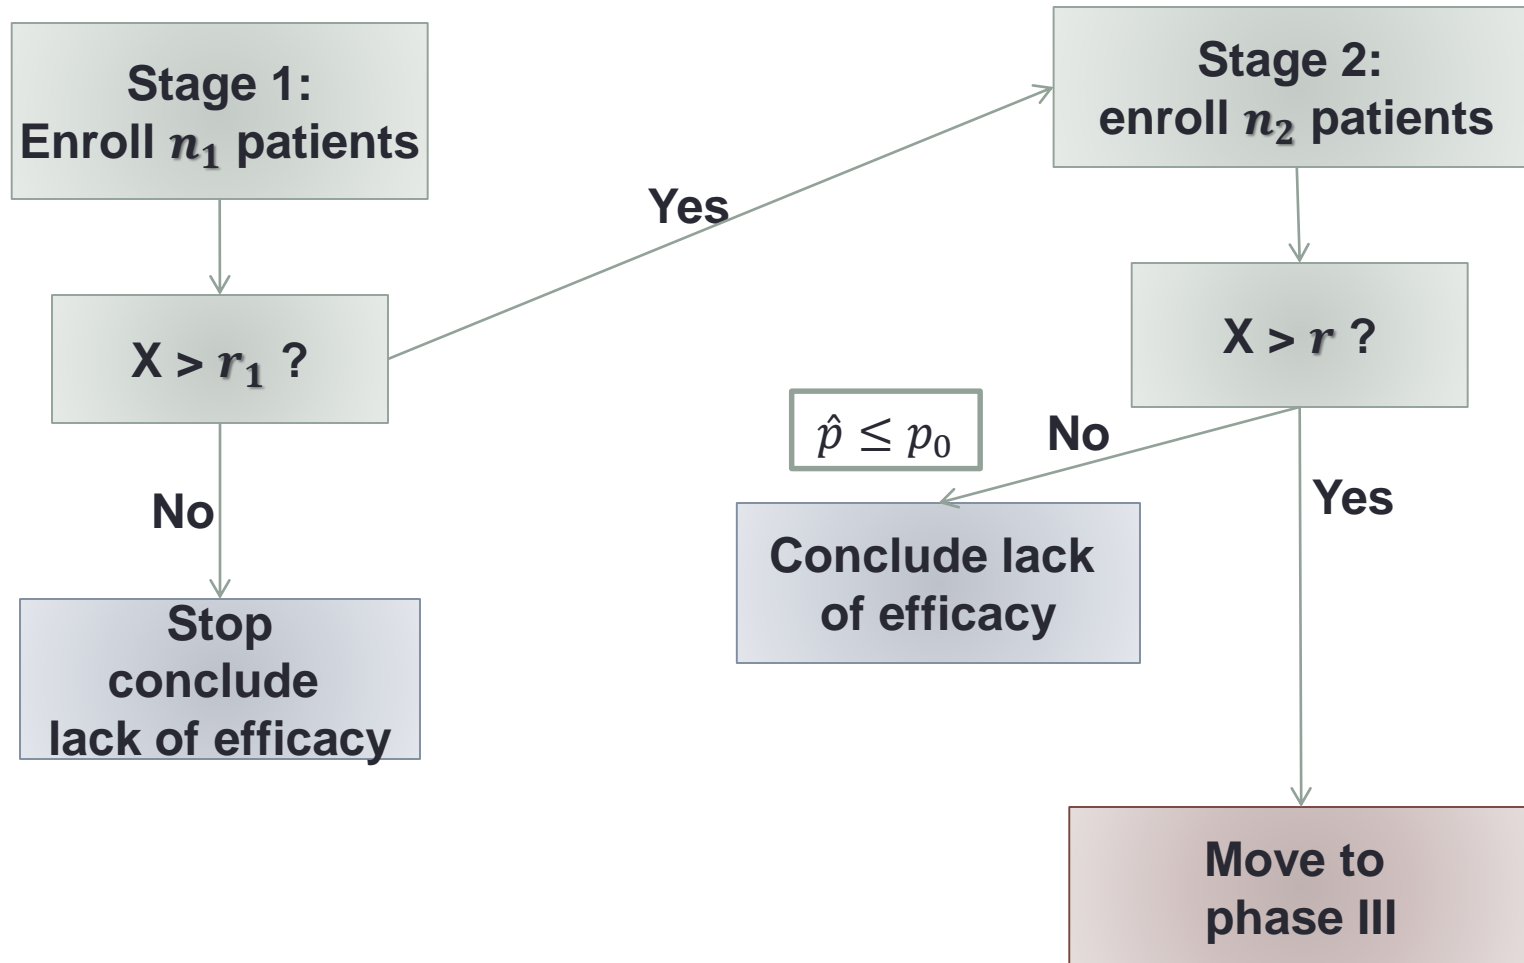 Stage 1:
Enroll n₁ patients
X > r₁ ?
No
Stop
conclude
lack of efficacy
Yes
Stage 2:
enroll n₂ patients
X > r ?
No
p̂ ≤ p₀
Conclude lack
of efficacy
Yes
Move to
phase III